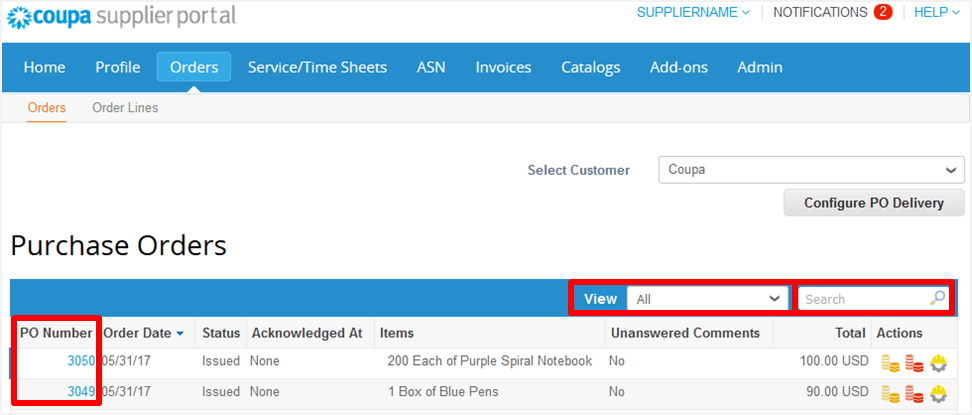 coupa supplier portal
SUPPLIERNAME NOTIFICATIONS 2 HELP
Home Profile Orders Service/Time Sheets ASN Invoices Catalogs Add-ons Admin
Orders Order Lines
Select Customer Coupa
Configure PO Delivery
Purchase Orders
View All Search
PO Number Order Date Status Acknowledged At Items Unanswered Comments Total Actions
3050 05/31/17 Issued None 200 Each of Purple Spiral Notebook No 100.00 USD
3049 05/31/17 Issued None 1 Box of Blue Pens No 90.00 USD